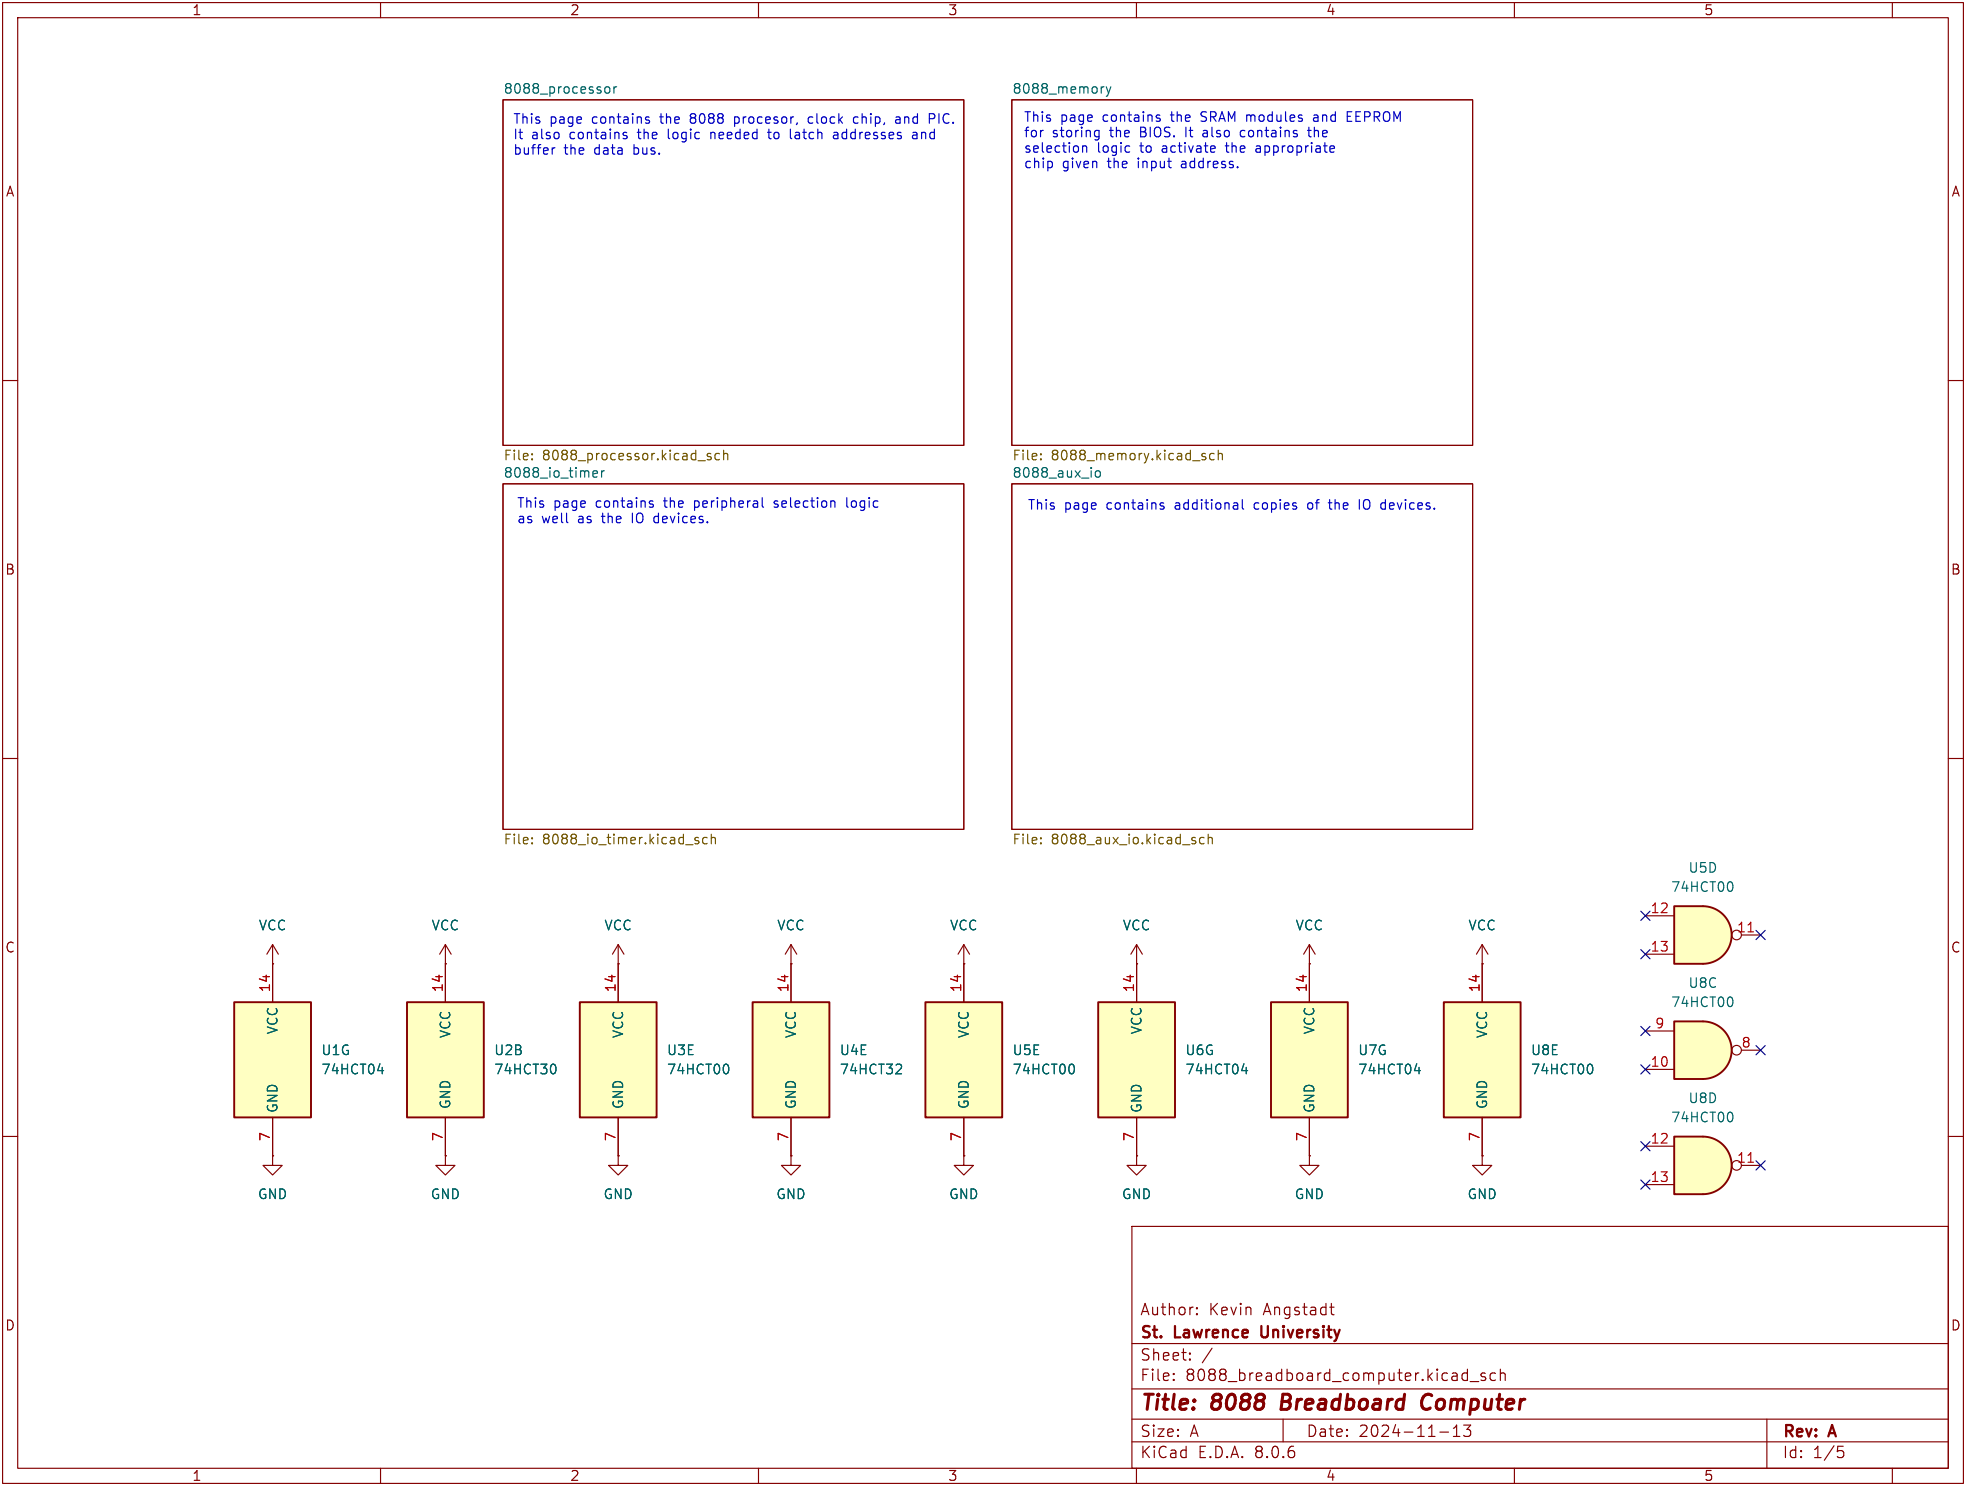 1 2 3 4 5
8088_processor
This page contains the 8088 procesor, clock chip, and PIC.
It also contains the logic needed to latch addresses and
buffer the data bus.
File: 8088_processor.kicad_sch
8088_memory
This page contains the SRAM modules and EEPROM
for storing the BIOS. It also contains the
selection logic to activate the appropriate
chip given the input address.
File: 8088_memory.kicad_sch
A A
8088_io_timer
This page contains the peripheral selection logic
as well as the IO devices.
File: 8088_io_timer.kicad_sch
8088_aux_io
This page contains additional copies of the IO devices.
File: 8088_aux_io.kicad_sch
B B
C C
VCC
14
VCC
GND
7
GND
U1G
74HCT04
VCC
14
VCC
GND
7
GND
U2B
74HCT30
VCC
14
VCC
GND
7
GND
U3E
74HCT00
VCC
14
VCC
GND
7
GND
U4E
74HCT32
VCC
14
VCC
GND
7
GND
U5E
74HCT00
VCC
14
VCC
GND
7
GND
U6G
74HCT04
VCC
14
VCC
GND
7
GND
U7G
74HCT04
VCC
14
VCC
GND
7
GND
U8E
74HCT00
U5D
74HCT00
12
13
11
U8C
74HCT00
9
10
8
U8D
74HCT00
12
13
11
D D
Author: Kevin Angstadt
St. Lawrence University
Sheet: /
File: 8088_breadboard_computer.kicad_sch
Title: 8088 Breadboard Computer
Size: A Date: 2024-11-13 Rev: A
KiCad E.D.A. 8.0.6 Id: 1/5
1 2 3 4 5